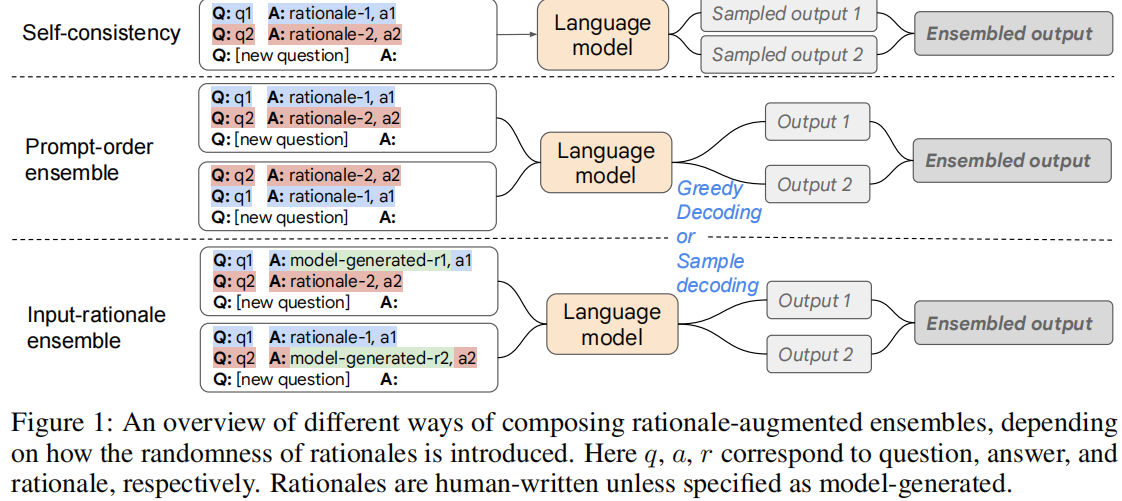 Self-consistency
Q: q1 A: rationale-1, a1
Q: q2 A: rationale-2, a2
Q: [new question] A:
Language
model
Sampled output 1
Sampled output 2
Ensembled output
Prompt-order
ensemble
Q: q1 A: rationale-1, a1
Q: q2 A: rationale-2, a2
Q: [new question] A:
Q: q2 A: rationale-2, a2
Q: q1 A: rationale-1, a1
Q: [new question] A:
Language
model
Output 1
Output 2
Ensembled output
Greedy
Decoding
or
Sample
decoding
Input-rationale
ensemble
Q: q1 A: model-generated-r1, a1
Q: q2 A: rationale-2, a2
Q: [new question] A:
Q: q1 A: rationale-1, a1
Q: q2 A: model-generated-r2, a2
Q: [new question] A:
Language
model
Output 1
Output 2
Ensembled output
Figure 1: An overview of different ways of composing rationale-augmented ensembles, depending
on how the randomness of rationales is introduced. Here q, a, r correspond to question, answer, and
rationale, respectively. Rationales are human-written unless specified as model-generated.